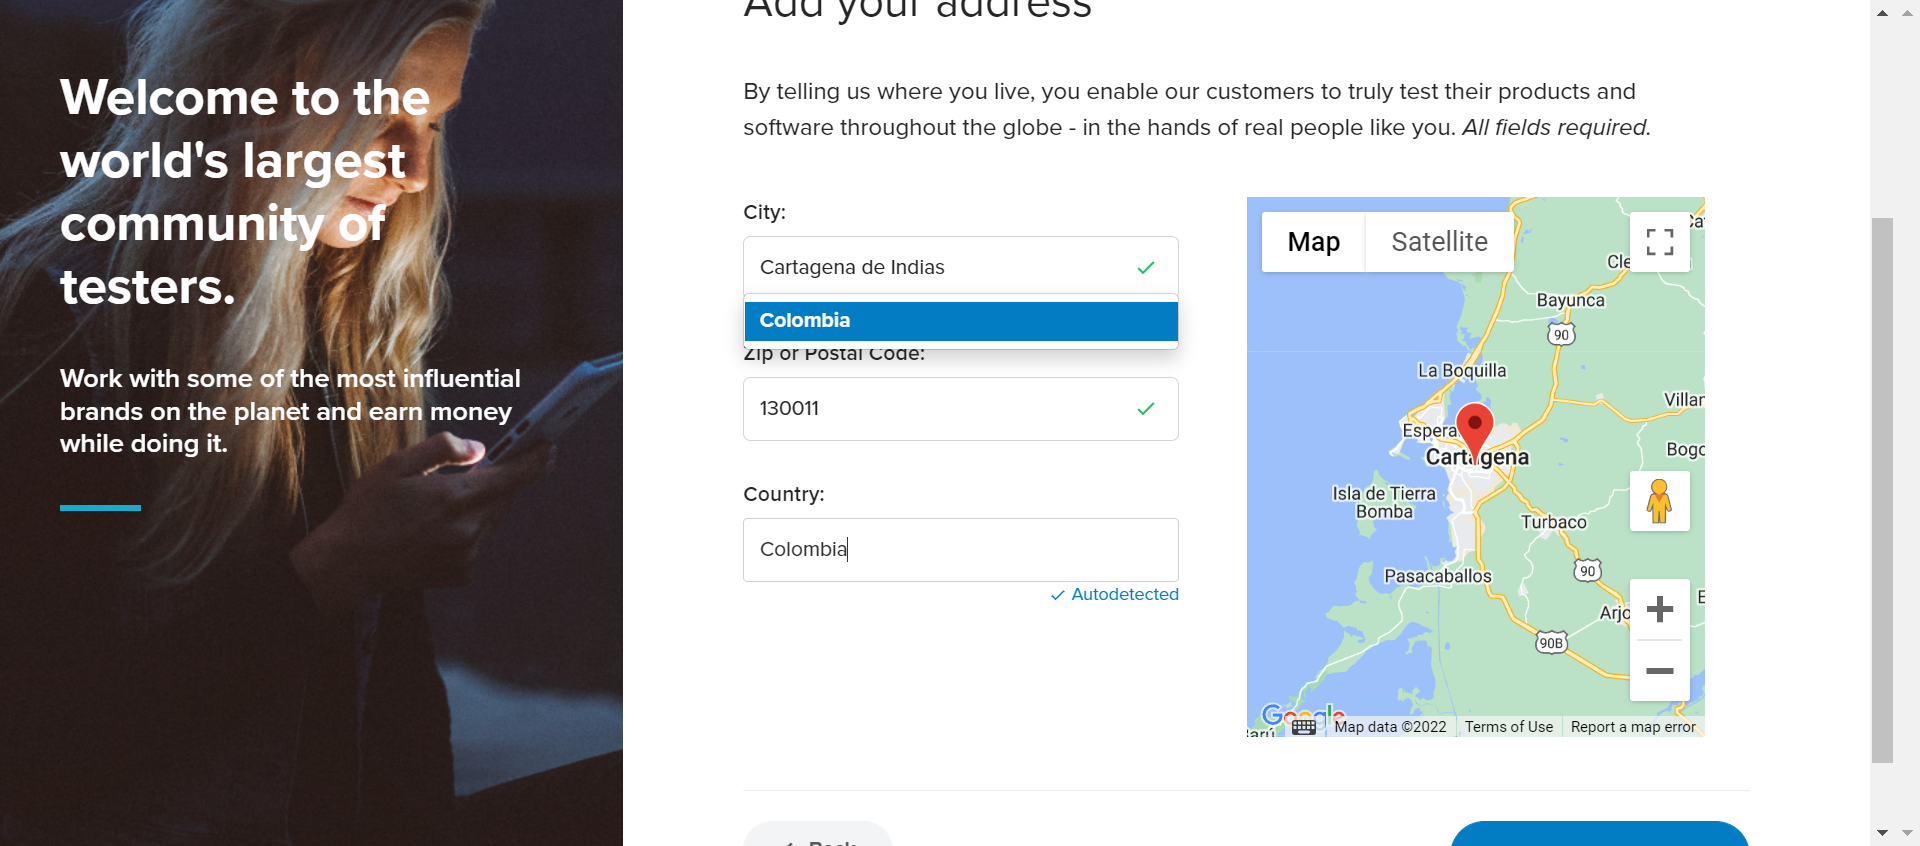 Welcome to the
world's largest
community of
testers.
Work with some of the most influential
brands on the planet and earn money
while doing it.
Add your address
By telling us where you live, you enable our customers to truly test their products and
software throughout the globe - in the hands of real people like you. All fields required.
City:
Cartagena de Indias
Colombia
Zip or Postal Code:
130011
Country:
Colombia
Autodetected
Map
Satellite
Ca
Cle
Bayunca
90
La Boquilla
Villan
Espera
Bogo
Cartagena
Isla de Tierra
Bomba
Turbaco
90
Pasacaballos
E
Arjo
90B
Google
Barú
Map data ©2022
Terms of Use
Report a map error
Back